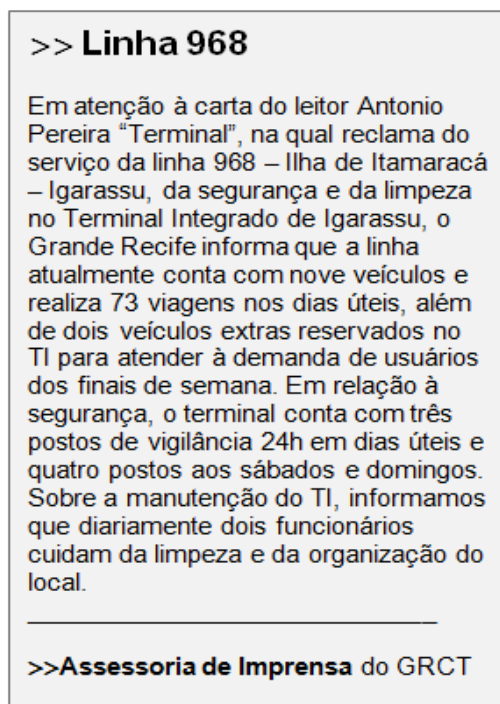 >> Linha 968
Em atenção à carta do leitor Antonio
Pereira “Terminal”, na qual reclama do
serviço da linha 968 – Ilha de Itamaracá
– Igarassu, da segurança e da limpeza
no Terminal Integrado de Igarassu, o
Grande Recife informa que a linha
atualmente conta com nove veículos e
realiza 73 viagens nos dias úteis, além
de dois veículos extras reservados no
TI para atender à demanda de usuários
dos finais de semana. Em relação à
segurança, o terminal conta com três
postos de vigilância 24h em dias úteis e
quatro postos aos sábados e domingos.
Sobre a manutenção do TI, informamos
que diariamente dois funcionários
cuidam da limpeza e da organização do
local.
>>Assessoria de Imprensa do GRCT